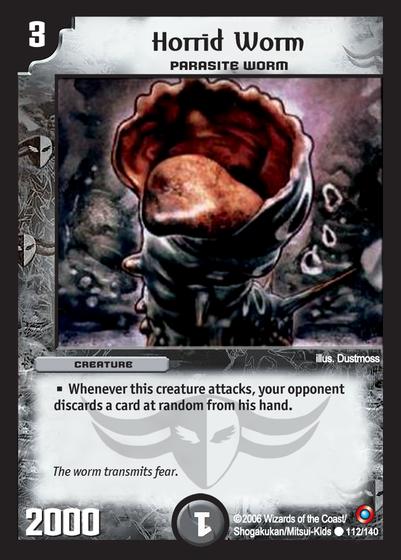 3
Horrid Worm
PARASITE WORM
illus. Dustmoss
CREATURE
▪ Whenever this creature attacks, your opponent
discards a card at random from his hand.
The worm transmits fear.
2000
1
©2006 Wizards of the Coast/
Shogakukan/Mitsui-Kids ● 112/140